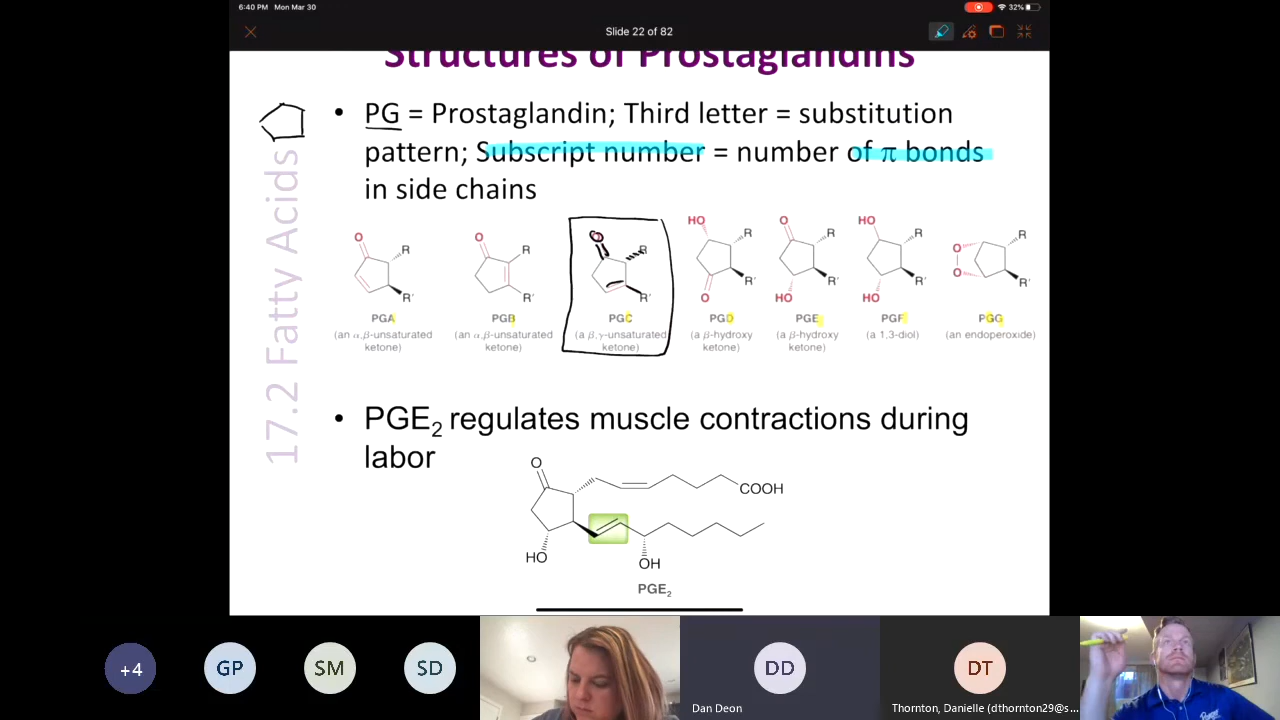 6:40 PM Mon Mar 30
32%
Slide 22 of 82
Structures of Prostaglandins
17.2 Fatty Acids
• PG = Prostaglandin; Third letter = substitution
pattern; Subscript number = number of π bonds
in side chains
O R R'
O R R'
O R R'
HO R R' O
O R R' HO
HO R R' HO
O O R R'
PGA PGB PGC PGD PGE PGF PGG
(an α,β-unsaturated ketone)
(an α,β-unsaturated ketone)
(a β,γ-unsaturated ketone)
(a β-hydroxy ketone)
(a β-hydroxy ketone)
(a 1,3-diol)
(an endoperoxide)
• PGE2 regulates muscle contractions during
labor
O
COOH
HO
OH
PGE2
+4
GP
SM
SD
DD
DT
Dan Deon
Thornton, Danielle (dthornton29@s...